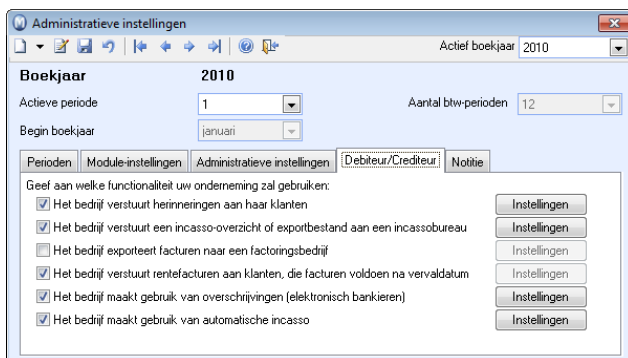 Administratieve instellingen
Actief boekjaar 2010
Boekjaar 2010
Actieve periode 1 Aantal btw-perioden 12
Begin boekjaar januari
Perioden Module-instellingen Administratieve instellingen Debiteur/Crediteur Notitie
Geef aan welke functionaliteit uw onderneming zal gebruiken:
Het bedrijf verstuurt herinneringen aan haar klanten Instellingen
Het bedrijf verstuurt een incasso-overzicht of exportbestand aan een incassobureau Instellingen
Het bedrijf exporteert facturen naar een factoringsbedrijf Instellingen
Het bedrijf verstuurt rentefacturen aan klanten, die facturen voldoen na vervaldatum Instellingen
Het bedrijf maakt gebruik van overschrijvingen (elektronisch bankieren) Instellingen
Het bedrijf maakt gebruik van automatische incasso Instellingen